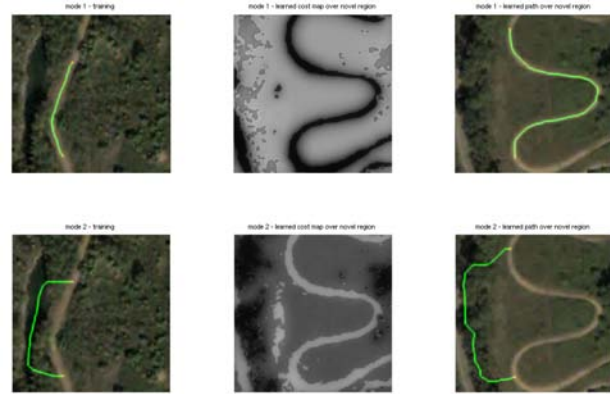 mode 1 - training
mode 1 - learned cost map over novel region
mode 1 - learned path over novel region
mode 2 - training
mode 2 - learned cost map over novel region
mode 2 - learned path over novel region